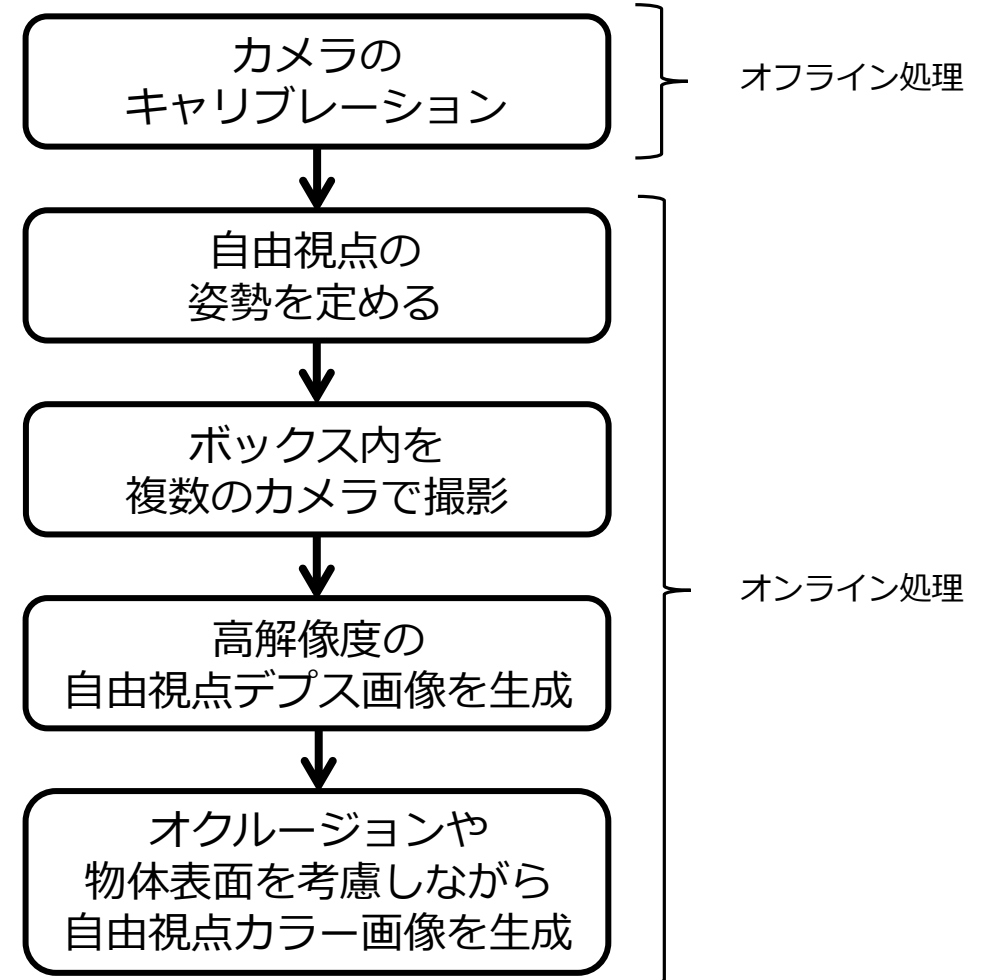 カメラの
キャリブレーション
オフライン処理
自由視点の
姿勢を定める
ボックス内を
複数のカメラで撮影
オンライン処理
高解像度の
自由視点デプス画像を生成
オクルージョンや
物体表面を考慮しながら
自由視点カラー画像を生成